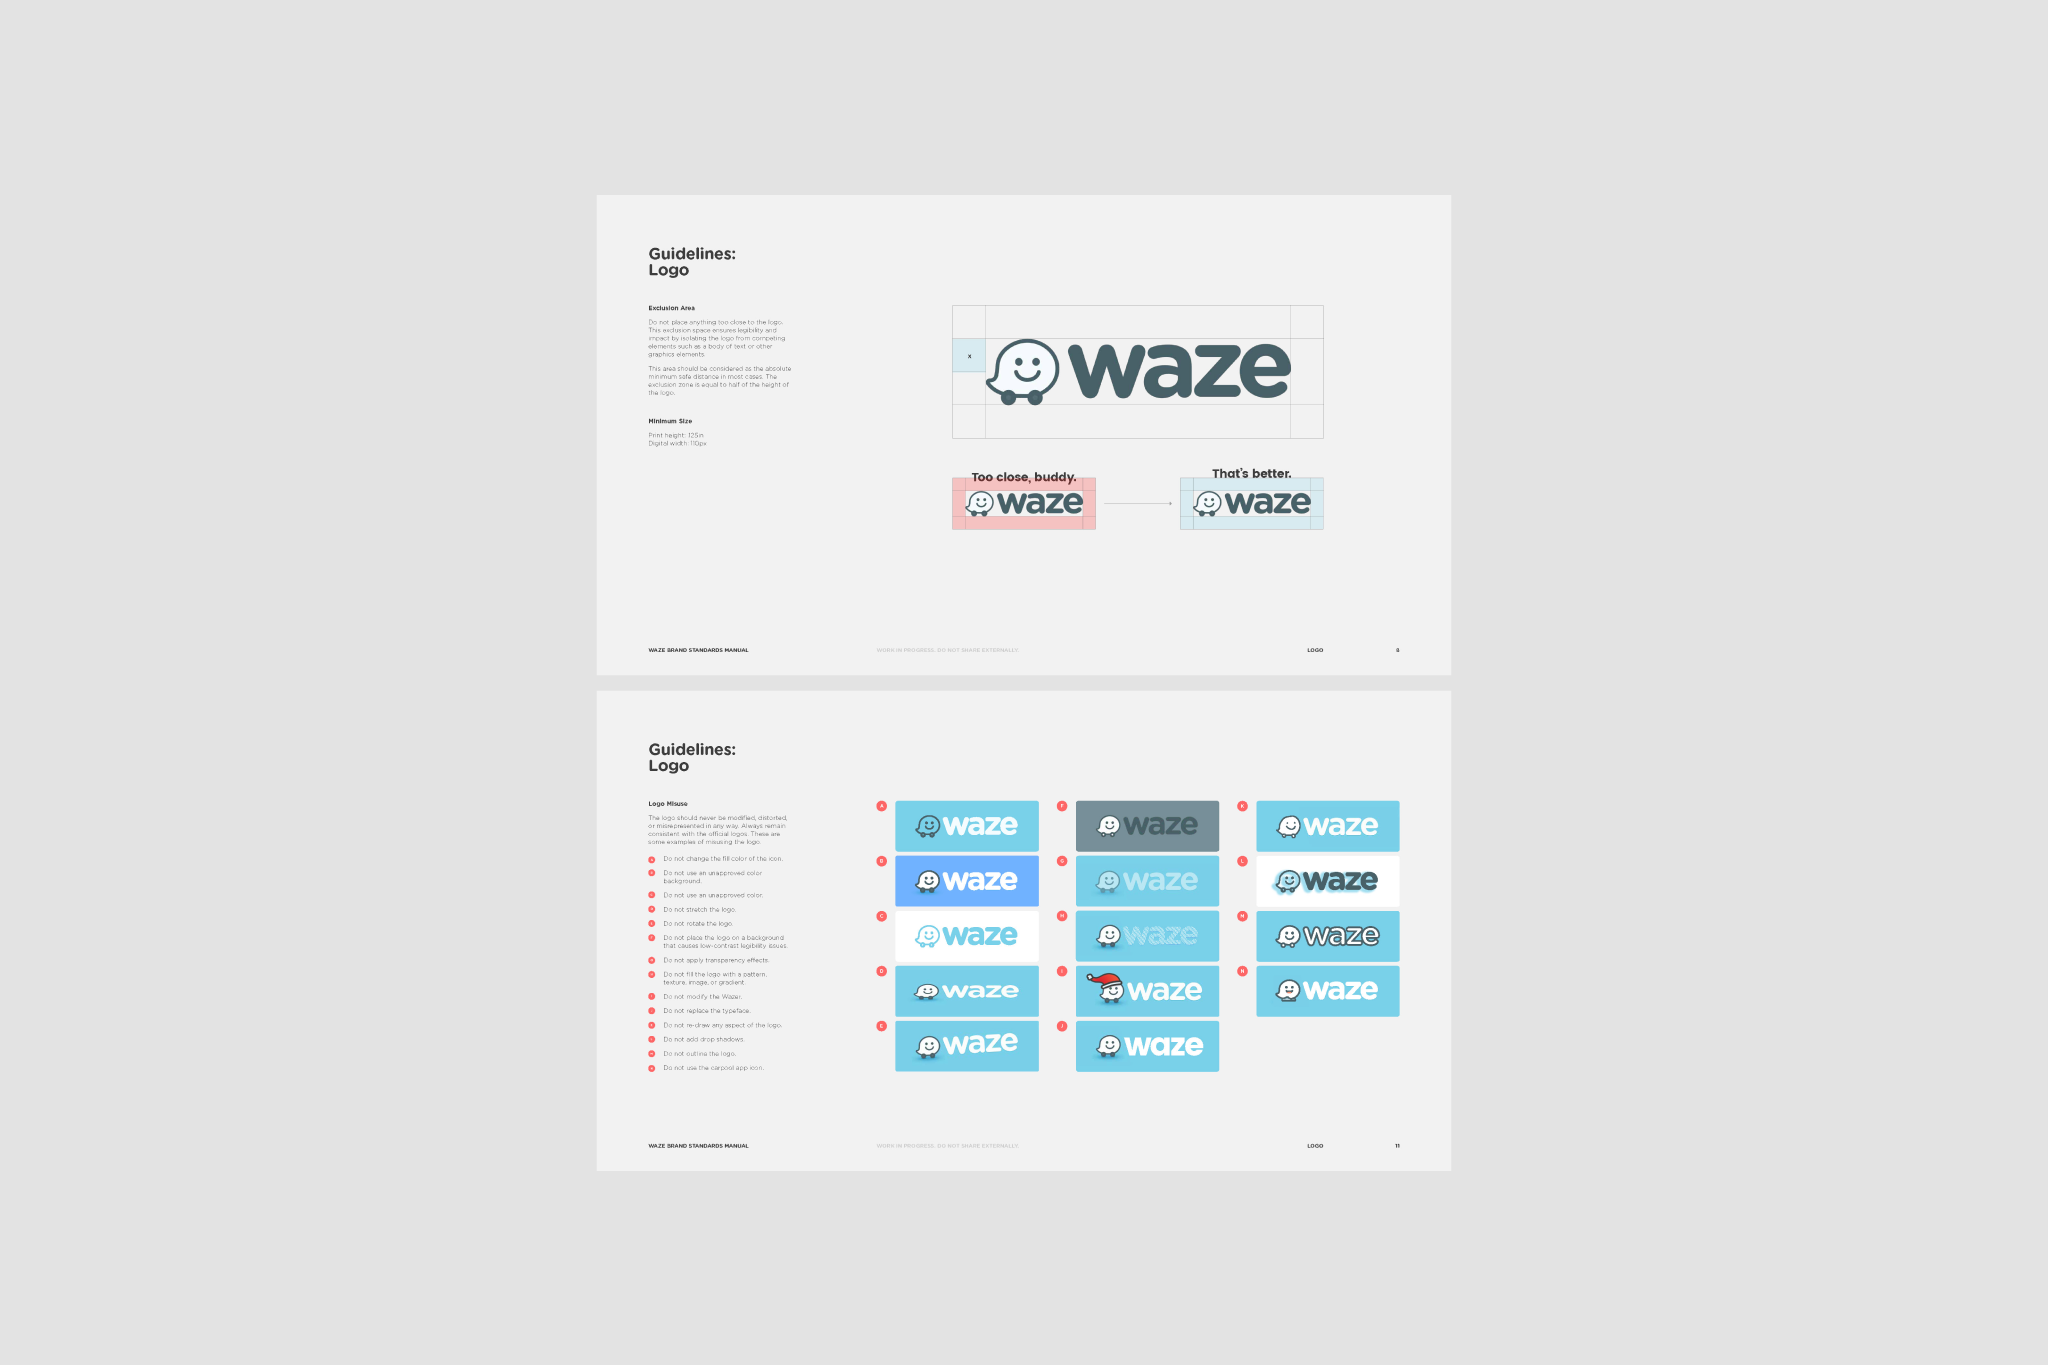 Guidelines:
Logo
Exclusion Area
Do not place anything too close to the logo.
This exclusion space ensures legibility and
impact by isolating the logo from competing
elements such as a body of text or other
graphics elements.
This area should be considered as the absolute
minimum safe distance in most cases. The
exclusion zone is equal to half of the height of
the logo.
Minimum Size
Print height: .125in
Digital width: 110px
x
waze
Too close, buddy.
waze
That's better.
waze
WAZE BRAND STANDARDS MANUAL
WORK IN PROGRESS. DO NOT SHARE EXTERNALLY
LOGO
8
Guidelines:
Logo
Logo Misuse
The logo should never be modified, distorted,
or misrepresented in any way. Always remain
consistent with the official logos. These are
some examples of misusing the logo.
Do not change the fill color of the icon.
Do not use an unapproved color
background.
Do not use an unapproved color.
Do not stretch the logo.
Do not rotate the logo.
Do not place the logo on a background
that causes low-contrast legibility issues.
Do not apply transparency effects.
Do not fill the logo with a pattern,
texture, image, or gradient
Do not modify the Wazer.
Do not replace the typeface.
Do not re-draw any aspect of the logo.
Do not add drop shadows.
Do not outline the logo.
Do not use the carpool app icon.
A
waze
B
waze
C
waze
D
waze
E
waze
F
waze
G
waze
H
waze
I
waze
J
waze
K
waze
L
waze
M
waze
N
waze
WAZE BRAND STANDARDS MANUAL
WORK IN PROGRESS. DO NOT SHARE EXTERNALLY
LOGO
11